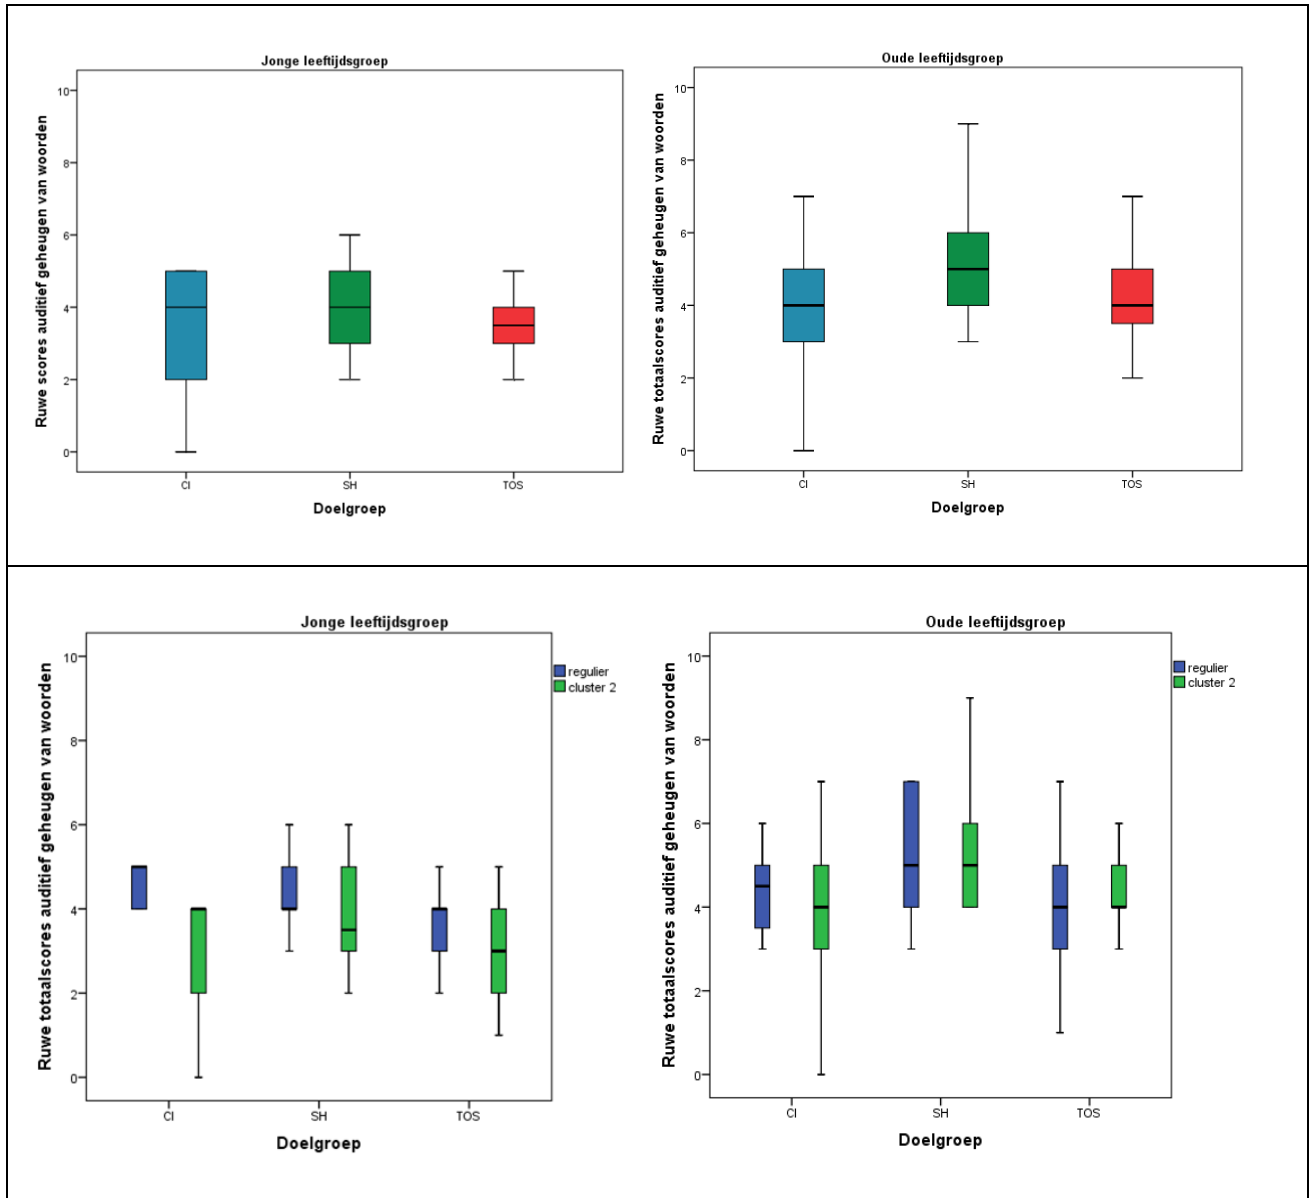 Jonge leeftijdsgroep
Ruwe scores auditief geheugen van woorden
10
8
6
4
2
0
CI
SH
TOS
Doelgroep
Oude leeftijdsgroep
Ruwe totaalscores auditief geheugen van woorden
10
8
6
4
2
0
CI
SH
TOS
Doelgroep
Jonge leeftijdsgroep
Ruwe totaalscores auditief geheugen van woorden
10
8
6
4
2
0
CI
SH
TOS
Doelgroep
regulier
cluster 2
Oude leeftijdsgroep
Ruwe totaalscores auditief geheugen van woorden
10
8
6
4
2
0
CI
SH
TOS
Doelgroep
regulier
cluster 2